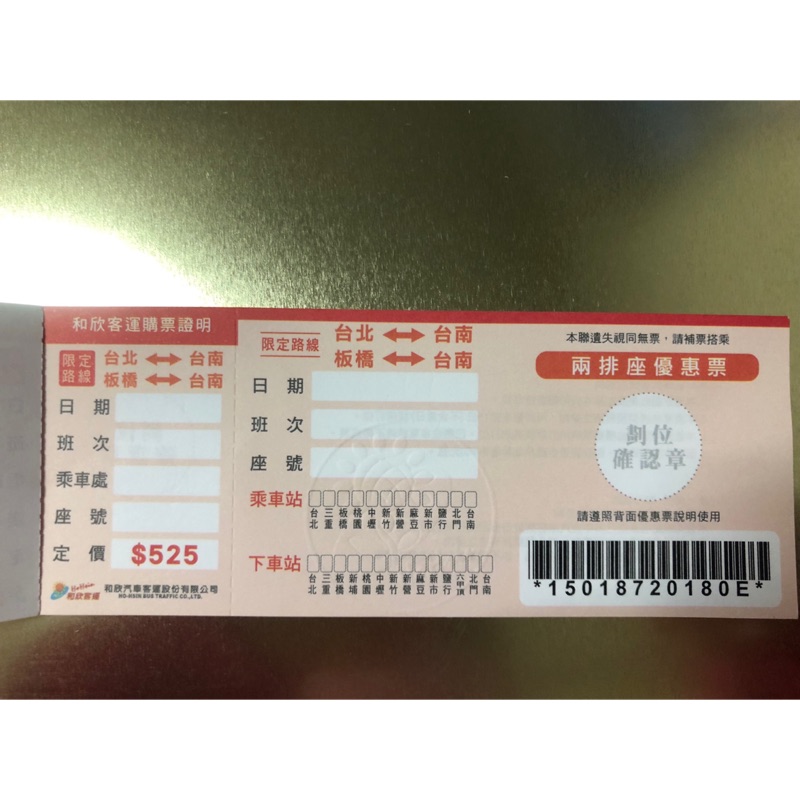 和欣客運購票證明
限定路線
台北 ↔ 台南
板橋 ↔ 台南
日期
班次
乘車處
座號
定價 $525
HoHsin
和欣客運
和欣汽車客運股份有限公司
HO-HSIN BUS TRAFFIC CO.,LTD.
限定路線
台北 ↔ 台南
板橋 ↔ 台南
日期
班次
座號
乘車站 台北 三重 板橋 桃園 中壢 新竹 新營 麻豆 新市 鹽行 北門 台南
下車站 台北 三重 板橋 新埔 桃園 中壢 新竹 新營 麻豆 新市 鹽行 六甲頂 北門 台南
本聯遺失視同無票，請補票搭乘
兩排座優惠票
劃位
確認章
請遵照背面優惠票說明使用
*15018720180E*